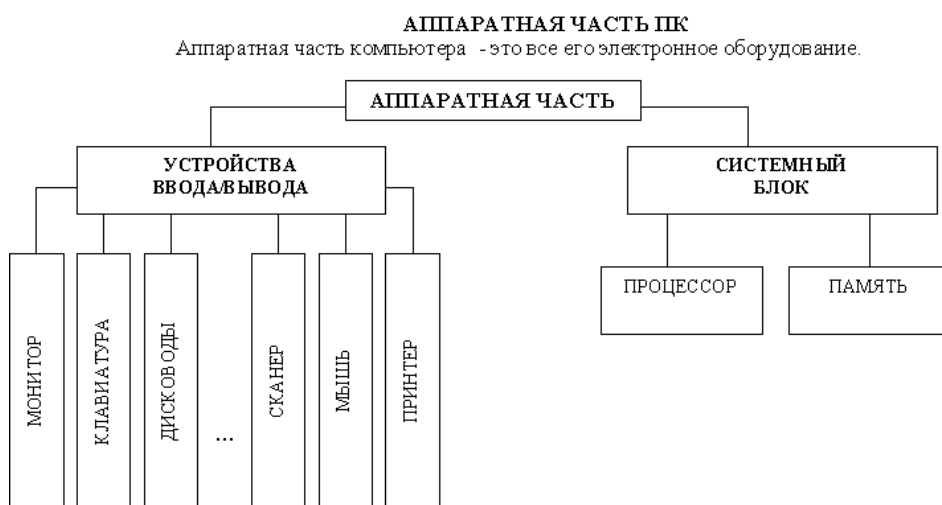 АППАРАТНАЯ ЧАСТЬ ПК
Аппаратная часть компьютера - это все его электронное оборудование.
АППАРАТНАЯ ЧАСТЬ
УСТРОЙСТВА
ВВОДА/ВЫВОДА
СИСТЕМНЫЙ
БЛОК
МОНИТОР
КЛАВИАТУРА
ДИСКОВОДЫ
...
СКАНЕР
МЫШЬ
ПРИНТЕР
ПРОЦЕССОР
ПАМЯТЬ